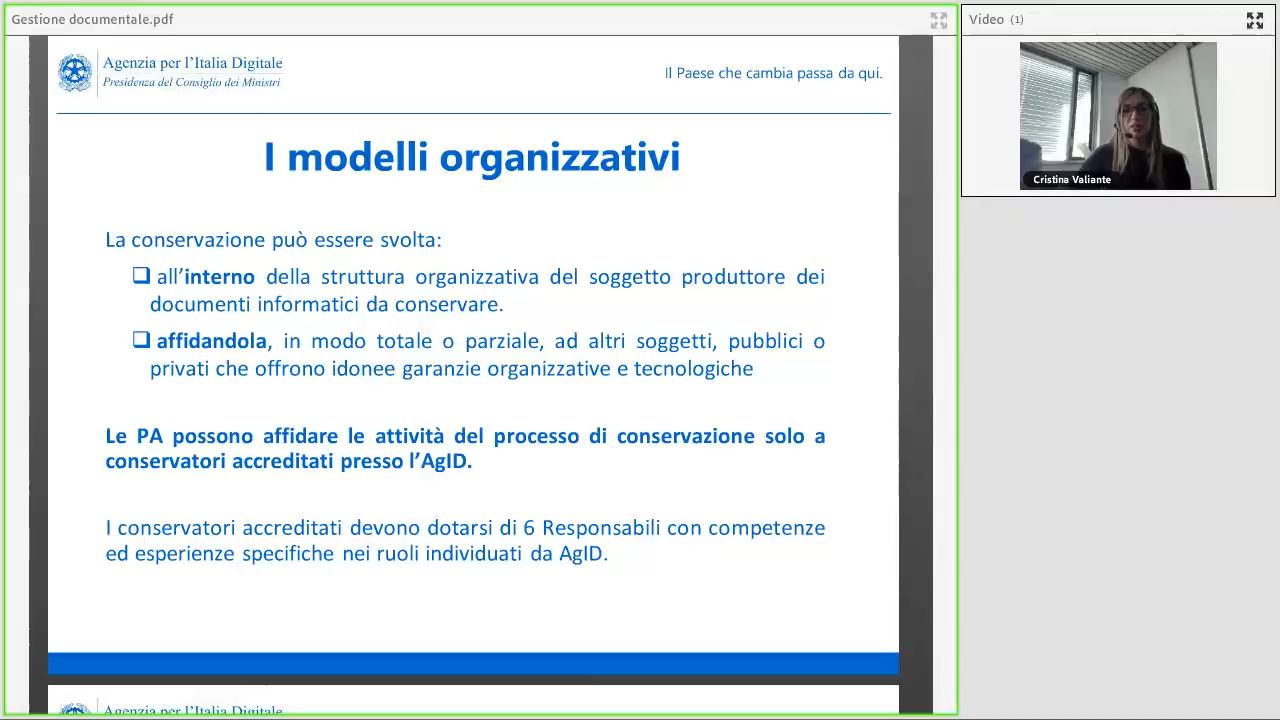 Gestione documentale.pdf
Video (1)
Agenzia per l'Italia Digitale
Presidenza del Consiglio dei Ministri
Il Paese che cambia passa da qui.
I modelli organizzativi
La conservazione può essere svolta:
❑ all'interno della struttura organizzativa del soggetto produttore dei
documenti informatici da conservare.
❑ affidandola, in modo totale o parziale, ad altri soggetti, pubblici o
privati che offrono idonee garanzie organizzative e tecnologiche
Le PA possono affidare le attività del processo di conservazione solo a
conservatori accreditati presso l'AgID.
I conservatori accreditati devono dotarsi di 6 Responsabili con competenze
ed esperienze specifiche nei ruoli individuati da AgID.
Agenzia per l'Italia Digitale
Cristina Valiante